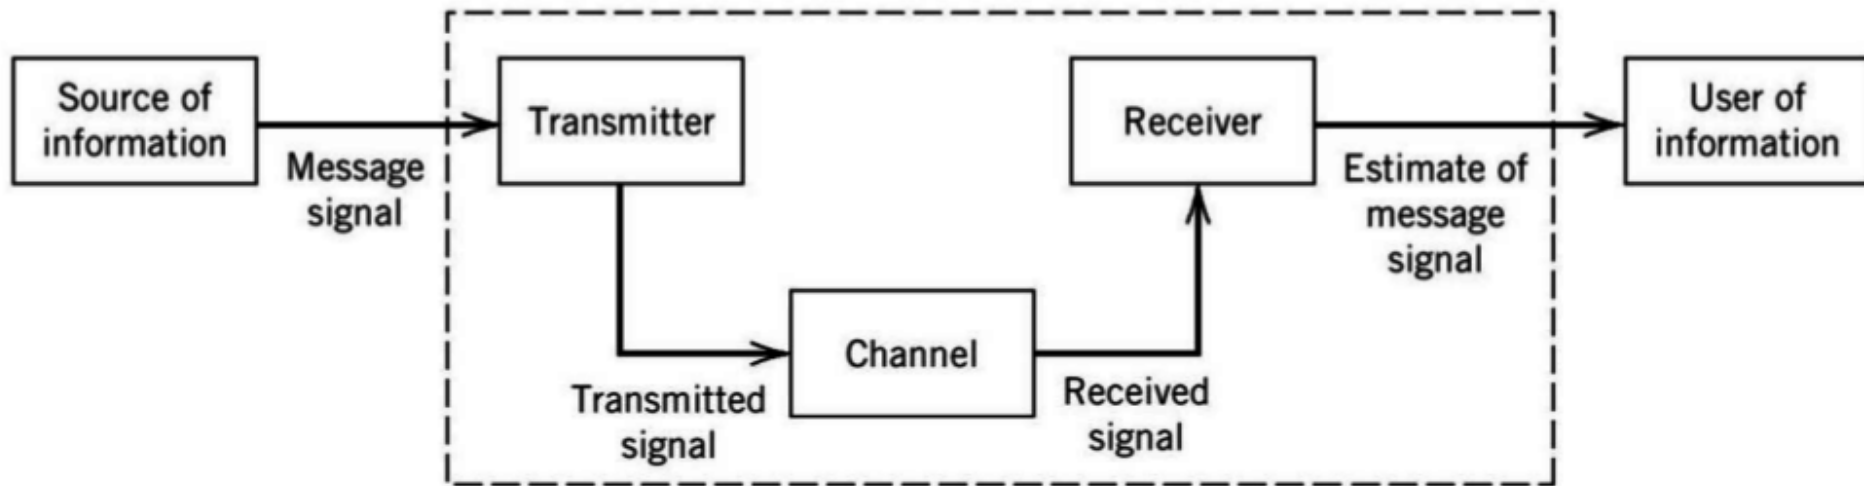 Source of
information
Message
signal
Transmitter
Transmitted
signal
Channel
Received
signal
Receiver
Estimate of
message
signal
User of
information